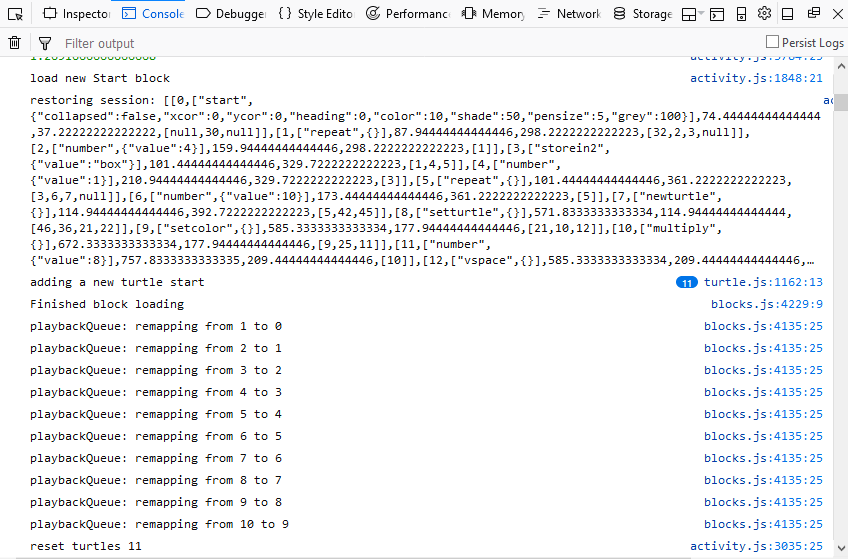 Inspector Console Debugger Style Edito Performanc Memory Network Storage
Filter output Persist Logs
activity.js:3784:25
load new Start block activity.js:1848:21
restoring session: [[0,["start", ac
{"collapsed":false,"xcor":0,"ycor":0,"heading":0,"color":10,"shade":50,"pensize":5,"grey":100}],74.44444444444444
,37.22222222222222,[null,30,null]],[1,["repeat",{}],87.94444444444446,298.2222222222223,[32,2,3,null]],
[2,["number",{"value":4}],159.94444444444446,298.2222222222223,[1]],[3,["storein2",
{"value":"box"}],101.44444444444446,329.7222222222223,[1,4,5]],[4,["number",
{"value":1}],210.94444444444446,329.7222222222223,[3]],[5,["repeat",{}],101.44444444444446,361.2222222222223,
[3,6,7,null]],[6,["number",{"value":10}],173.44444444444446,361.2222222222223,[5]],[7,["newturtle",
{}],114.94444444444446,392.7222222222223,[5,42,45]],[8,["setturtle",{}],571.8333333333334,114.94444444444444,
[46,36,21,22]],[9,["setcolor",{}],585.3333333333334,177.94444444444446,[21,10,12]],[10,["multiply",
{}],672.3333333333334,177.94444444444446,[9,25,11]],[11,["number",
{"value":8}],757.8333333333335,209.44444444444446,[10]],[12,["vspace",{}],585.3333333333334,209.44444444444446,…
adding a new turtle start 11 turtle.js:1162:13
Finished block loading blocks.js:4229:9
playbackQueue: remapping from 1 to 0 blocks.js:4135:25
playbackQueue: remapping from 2 to 1 blocks.js:4135:25
playbackQueue: remapping from 3 to 2 blocks.js:4135:25
playbackQueue: remapping from 4 to 3 blocks.js:4135:25
playbackQueue: remapping from 5 to 4 blocks.js:4135:25
playbackQueue: remapping from 6 to 5 blocks.js:4135:25
playbackQueue: remapping from 7 to 6 blocks.js:4135:25
playbackQueue: remapping from 8 to 7 blocks.js:4135:25
playbackQueue: remapping from 9 to 8 blocks.js:4135:25
playbackQueue: remapping from 10 to 9 blocks.js:4135:25
reset turtles 11 activity.js:3035:25